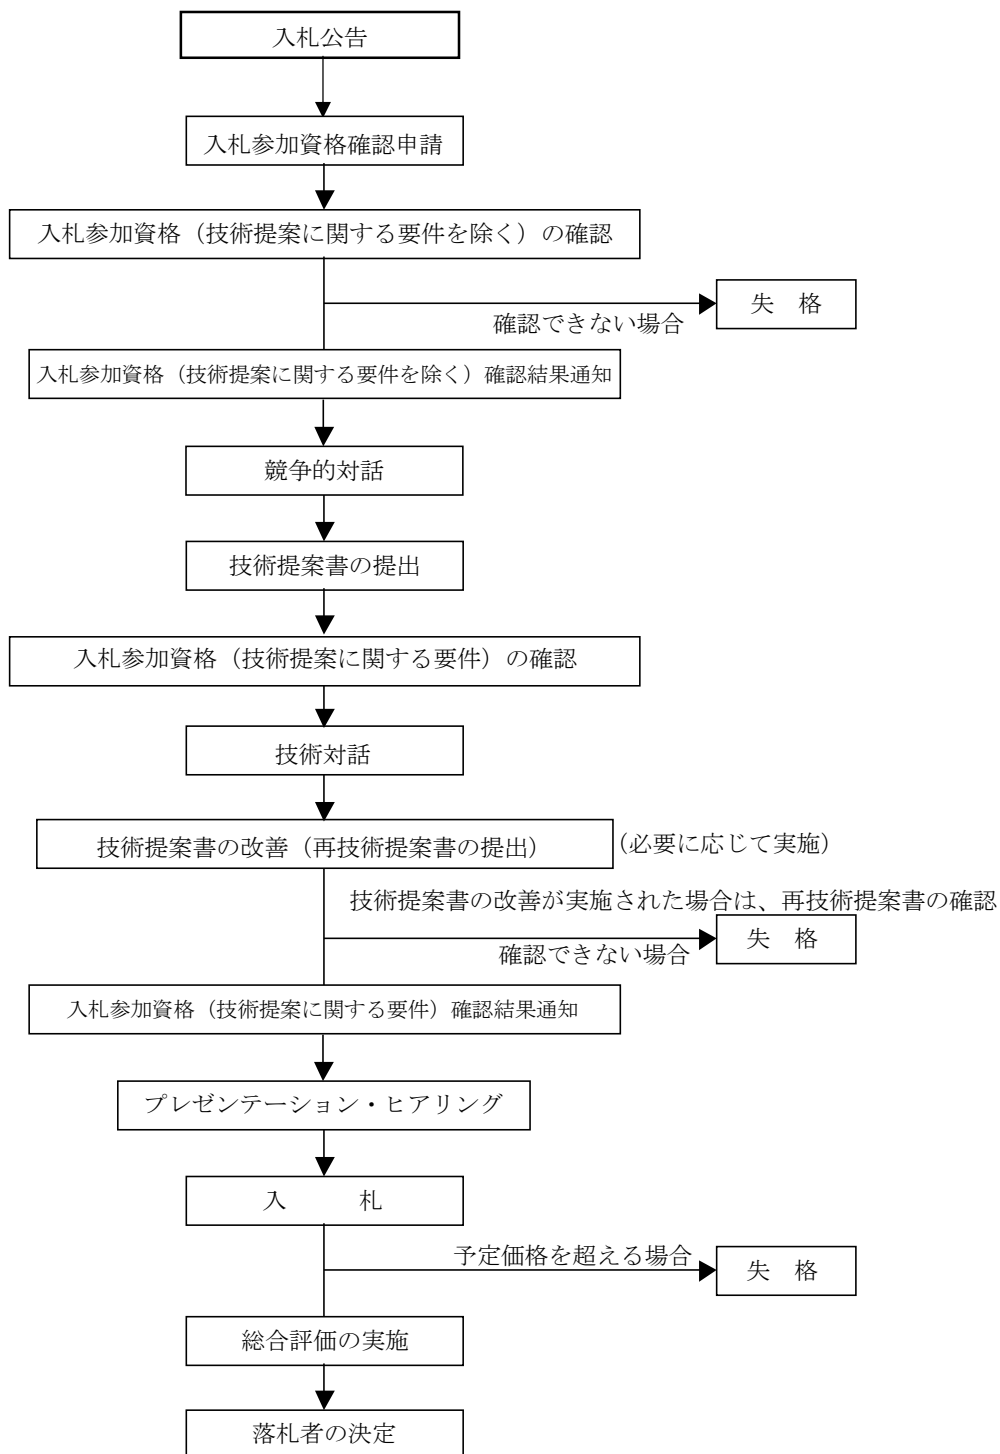 入札公告
入札参加資格確認申請
入札参加資格（技術提案に関する要件を除く）の確認
失　格
確認できない場合
入札参加資格（技術提案に関する要件を除く）確認結果通知
競争的対話
技術提案書の提出
入札参加資格（技術提案に関する要件）の確認
技術対話
技術提案書の改善（再技術提案書の提出）
（必要に応じて実施）
技術提案書の改善が実施された場合は、再技術提案書の確認
失　格
確認できない場合
入札参加資格（技術提案に関する要件）確認結果通知
プレゼンテーション・ヒアリング
入　　　札
予定価格を超える場合
失　格
総合評価の実施
落札者の決定